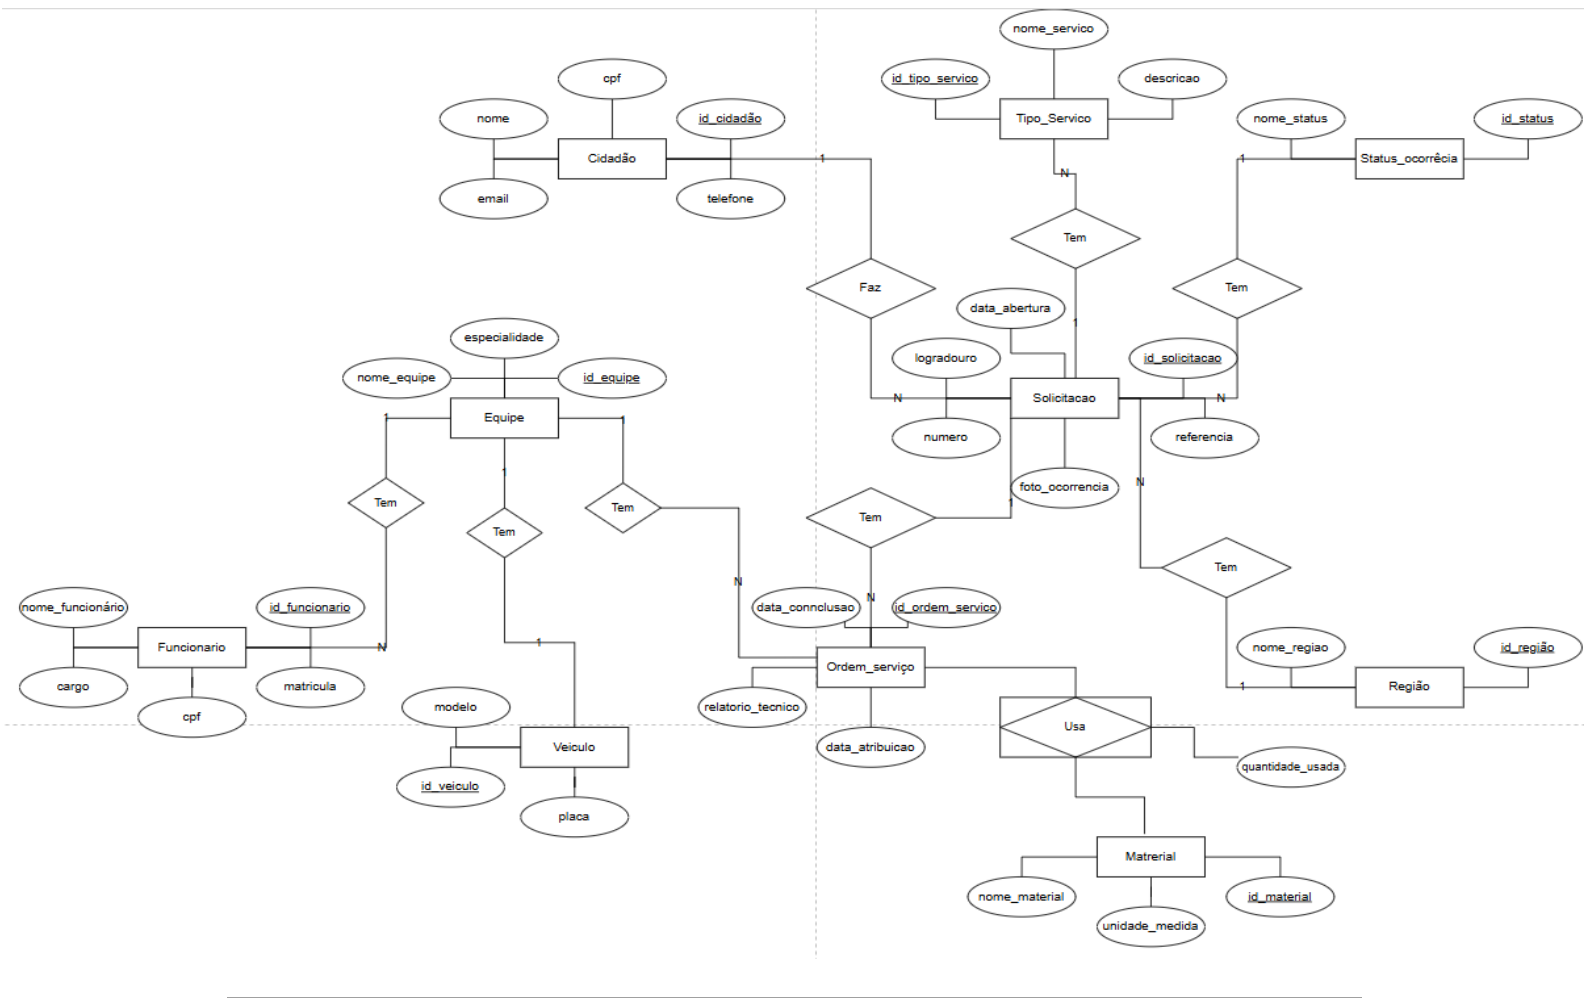 nome_servico
cpf
id_tipo_servico
descricao
nome
id_cidadão
Tipo_Servico
nome_status
id_status
Cidadão
1
1
Status_ocorrêcia
N
email
telefone
Tem
Faz
Tem
data_abertura
1
especialidade
logradouro
id_solicitacao
nome_equipe
id_equipe
N
Solicitacao
N
1
Equipe
1
numero
referencia
1
N
foto_ocorrencia
Tem
Tem
1
Tem
Tem
Tem
N
N
nome_funcionário
id_funcionario
data_connclusao
id_ordem_servico
1
Funcionario
N
nome_regiao
id_região
Ordem_serviço
cargo
matricula
1
Região
cpf
modelo
relatorio_tecnico
Usa
Veiculo
data_atribuicao
quantidade_usada
id_veiculo
placa
Matrerial
nome_material
id_material
unidade_medida